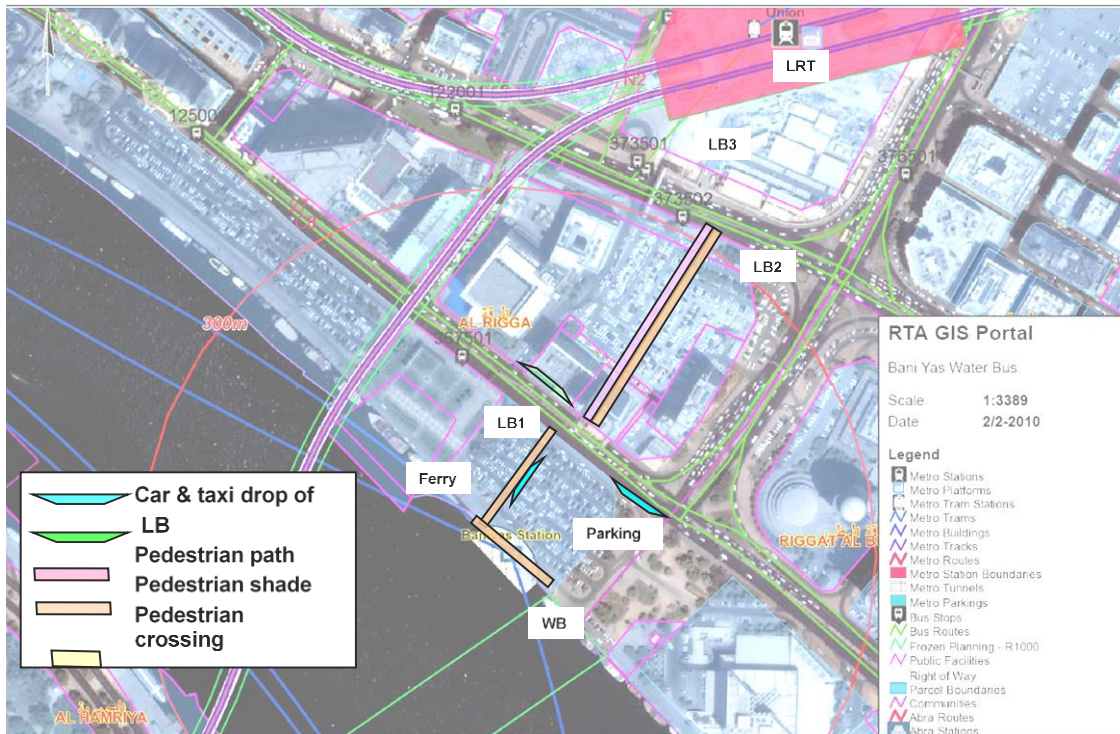 Union
LRT
N2
122001
12500
373501
LB3
375501
373502
LB2
300m
AL RIGGA
357501
LB1
Ferry
Parking
WB
AL HAMRIYA
Car & taxi drop of
LB
Pedestrian path
Pedestrian shade
Pedestrian
crossing
RTA GIS Portal
Bani Yas Water Bus
Scale 1:3389
Date 2/2-2010
Legend
Metro Stations
Metro Platforms
Metro Tram Stations
Metro Trams
Metro Buildings
Metro Tracks
Metro Routes
Metro Station Boundaries
Metro Tunnels
Metro Parkings
Bus Stops
Bus Routes
Frozen Planning - R1000
Public Facilities
Right of Way
Parcel Boundaries
Communities
Abra Routes
Abra Stations